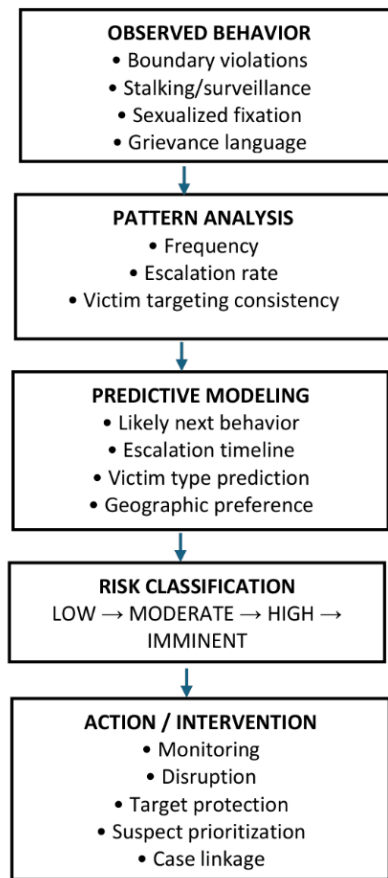 OBSERVED BEHAVIOR
• Boundary violations
• Stalking/surveillance
• Sexualized fixation
• Grievance language
PATTERN ANALYSIS
• Frequency
• Escalation rate
• Victim targeting consistency
PREDICTIVE MODELING
• Likely next behavior
• Escalation timeline
• Victim type prediction
• Geographic preference
RISK CLASSIFICATION
LOW → MODERATE → HIGH →
IMMINENT
ACTION / INTERVENTION
• Monitoring
• Disruption
• Target protection
• Suspect prioritization
• Case linkage